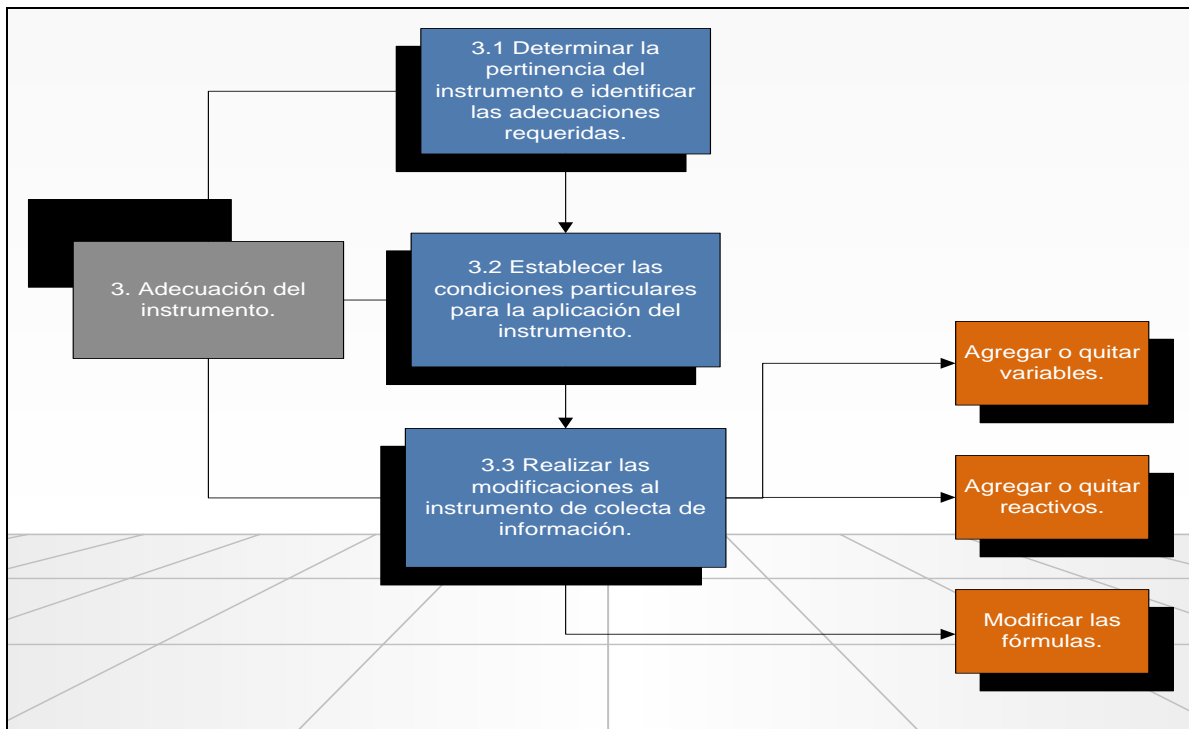 3.1 Determinar la
pertinencia del
instrumento e identificar
las adecuaciones
requeridas.
3. Adecuación del
instrumento.
3.2 Establecer las
condiciones particulares
para la aplicación del
instrumento.
3.3 Realizar las
modificaciones al
instrumento de colecta de
información.
Agregar o quitar
variables.
Agregar o quitar
reactivos.
Modificar las
fórmulas.